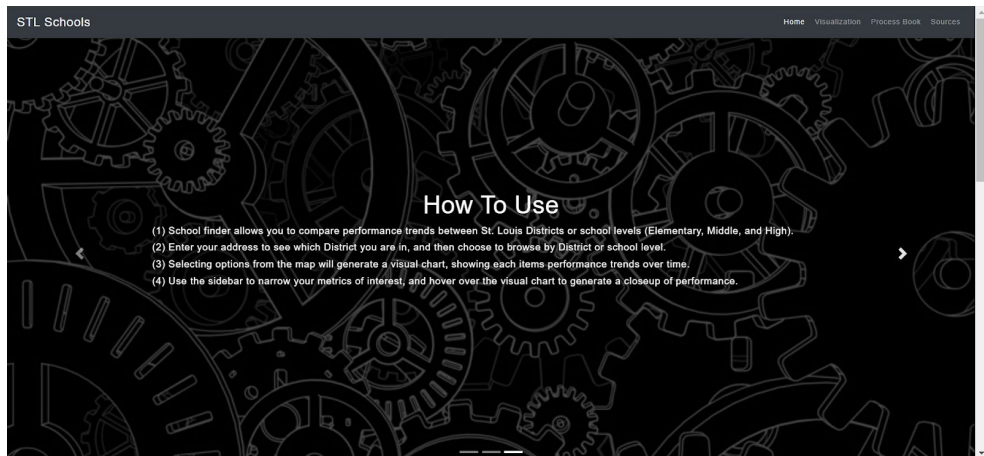 STL Schools
Home Visualization Process Book Sources
How To Use
(1) School finder allows you to compare performance trends between St. Louis Districts or school levels (Elementary, Middle, and High).
(2) Enter your address to see which District you are in, and then choose to browse by District or school level.
(3) Selecting options from the map will generate a visual chart, showing each items performance trends over time.
(4) Use the sidebar to narrow your metrics of interest, and hover over the visual chart to generate a closeup of performance.